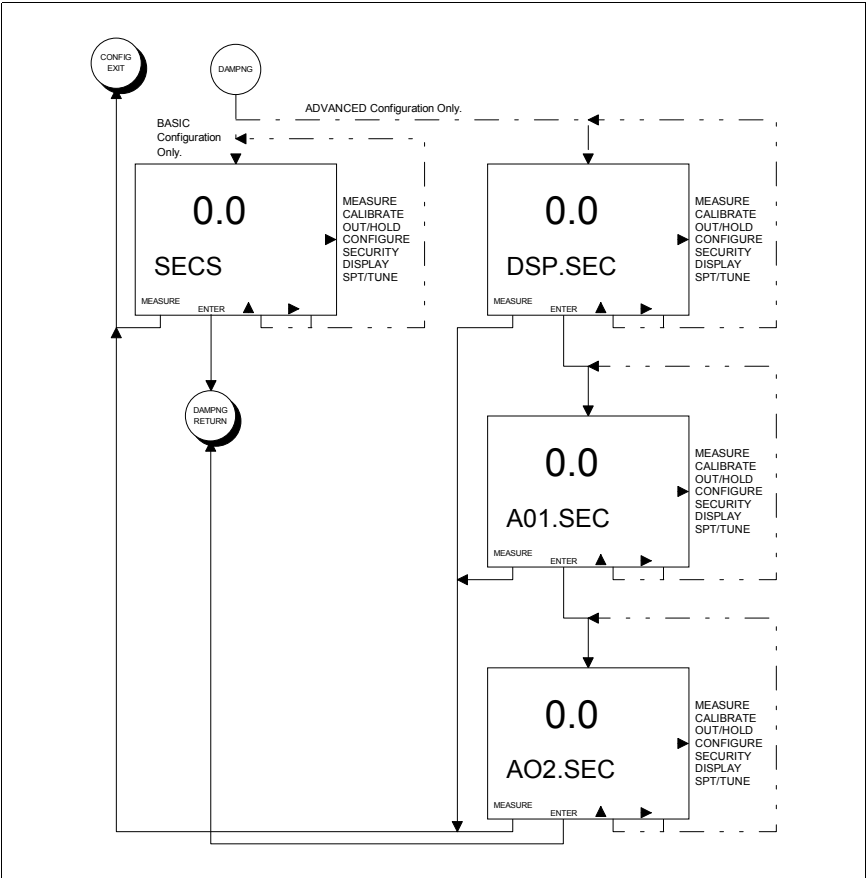 CONFIG
EXIT
DAMPNG
ADVANCED Configuration Only.
BASIC
Configuration
Only.
0.0
SECS
MEASURE
ENTER
MEASURE
CALIBRATE
OUT/HOLD
CONFIGURE
SECURITY
DISPLAY
SPT/TUNE
0.0
DSP.SEC
MEASURE
ENTER
MEASURE
CALIBRATE
OUT/HOLD
CONFIGURE
SECURITY
DISPLAY
SPT/TUNE
DAMPNG
RETURN
0.0
A01.SEC
MEASURE
ENTER
MEASURE
CALIBRATE
OUT/HOLD
CONFIGURE
SECURITY
DISPLAY
SPT/TUNE
0.0
AO2.SEC
MEASURE
ENTER
MEASURE
CALIBRATE
OUT/HOLD
CONFIGURE
SECURITY
DISPLAY
SPT/TUNE